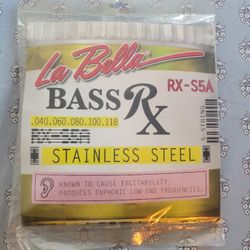 La Bella
BASS Rx
RX-S5A
.040.060.080.100.118
STAINLESS STEEL
KNOWN TO CAUSE EXCITABILITY.
PRODUCES EUPHORIC LOW-END FREQUENCIES.